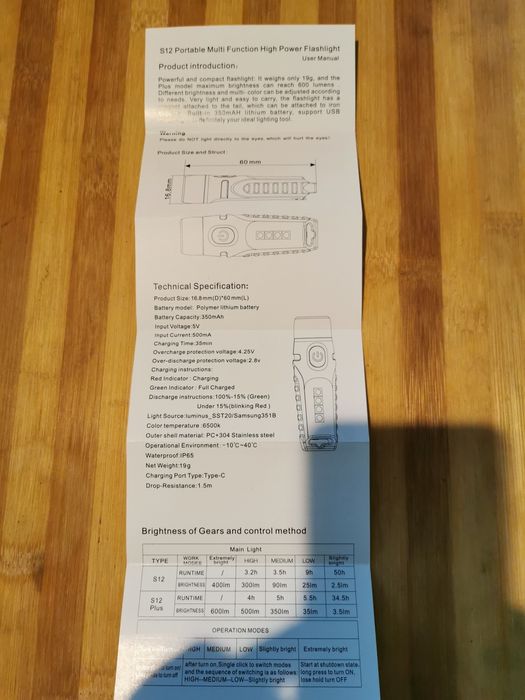 S12 Portable Multi Function High Power Flashlight
User Manual
Product introduction:
Powerful and compact flashlight: It weighs only 19g, and the
Plus model maximum brightness can reach 600 lumens .
Different brightness and multi- color can be adjusted according
to needs. Very light and easy to carry, the flashlight has a
attached to the tail, which can be attached to iron
Built-in 350mAH lithium battery, support USB
Definitely your ideal lighting tool.
Warning
Please do NOT light directly to the eyes, which will hurt the eyes!
Product Size and Struct:
60 mm
16.8mm
Technical Specification:
Product Size: 16.8mm(D)*60mm(L)
Battery model: Polymer lithium battery
Battery Capacity:350mAh
Input Voltage:5V
Input Current:500mA
Charging Time:35min
Overcharge protection voltage:4.25V
Over-discharge protection voltage:2.8v
Charging instructions:
Red Indicator : Charging
Green Indicator : Full Charged
Discharge instructions:100%-15% (Green)
Under 15%(blinking Red )
Light Source:luminus_SST20/Samsung351B
Color temperature :6500k
Outer shell material: PC+304 Stainless steel
Operational Environment :-10°C~40°C
Waterproof:IP65
Net Weight:19g
Charging Port Type:Type-C
Drop-Resistance:1.5m
Brightness of Gears and control method
Main Light
TYPE WORK MODES Extremely bright HIGH MEDIUM LOW Slightly bright
S12 RUNTIME / 3.2h 3.5h 9h 50h
BRIGHTNESS 400lm 300lm 90lm 25lm 2.5lm
S12 Plus RUNTIME / 4h 5h 5.5h 34.5h
BRIGHTNESS 600lm 500lm 350lm 35lm 3.5lm
OPERATION MODES
HIGH MEDIUM LOW Slightly bright Extremely bright
after turn on,Single click to switch modes Start at shutdown state,
to turn off and the sequence of switching is as follows: long press to turn ON,
HIGH-MEDIUM-LOW-Slightly bright lose hold turn OFF